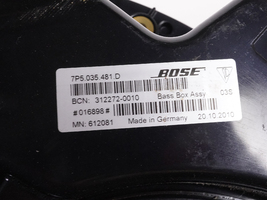 7P5.035.481.D BOSE
BCN: 312272-0010 Bass Box Assy 03S
#016898# Made in Germany 20.10.2010
MN: 612081